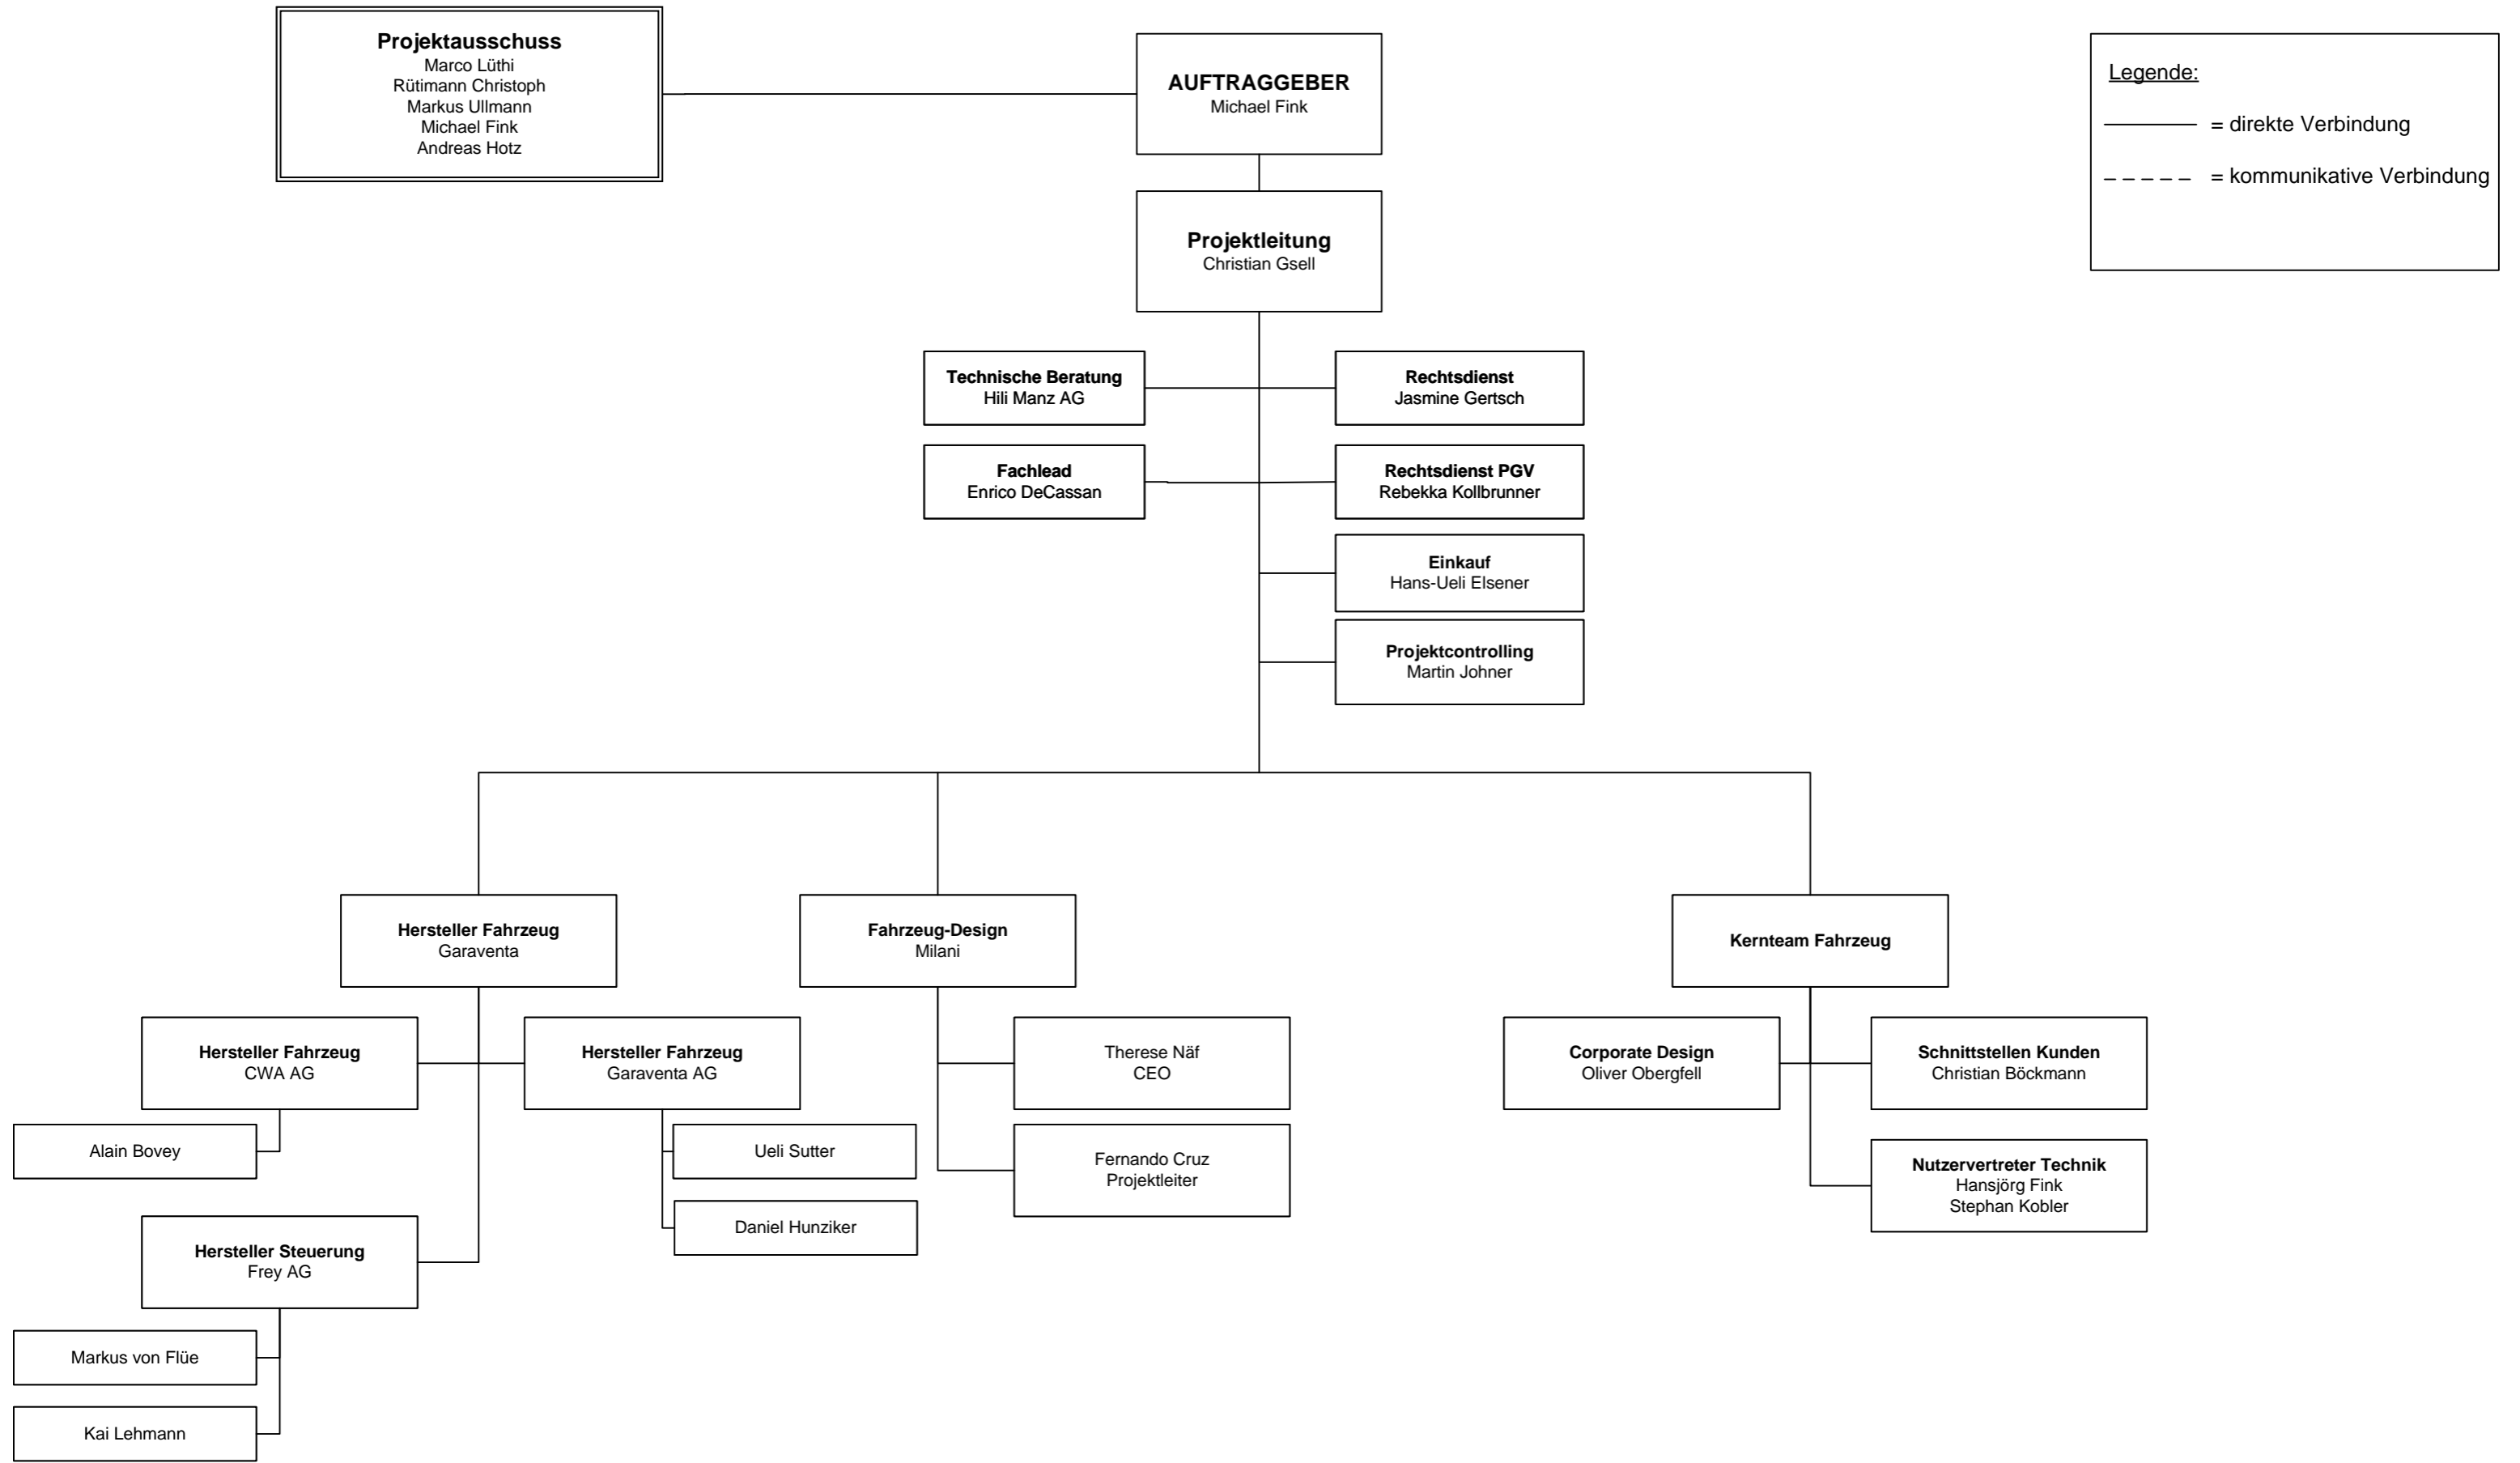 Projektausschuss
Marco Lüthi
Rütimann Christoph
Markus Ullmann
Michael Fink
Andreas Hotz
AUFTRAGGEBER
Michael Fink
Legende:
= direkte Verbindung
= kommunikative Verbindung
Projektleitung
Christian Gsell
Technische Beratung
Hili Manz AG
Rechtsdienst
Jasmine Gertsch
Fachlead
Enrico DeCassan
Rechtsdienst PGV
Rebekka Kollbrunner
Einkauf
Hans-Ueli Elsener
Projektcontrolling
Martin Johner
Hersteller Fahrzeug
Garaventa
Fahrzeug-Design
Milani
Kernteam Fahrzeug
Hersteller Fahrzeug
CWA AG
Hersteller Fahrzeug
Garaventa AG
Therese Näf
CEO
Corporate Design
Oliver Obergfell
Schnittstellen Kunden
Christian Böckmann
Alain Bovey
Ueli Sutter
Fernando Cruz
Projektleiter
Nutzervertreter Technik
Hansjörg Fink
Stephan Kobler
Daniel Hunziker
Hersteller Steuerung
Frey AG
Markus von Flüe
Kai Lehmann